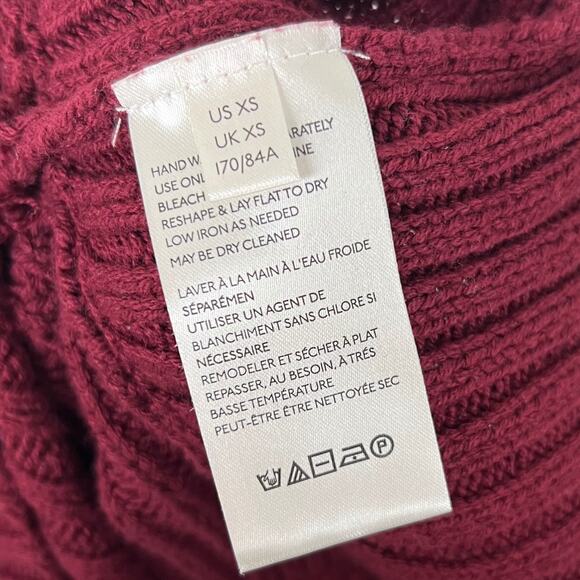 US XS
UK XS
170/84A
HAND W
ARATELY
USE ONL
INE
BLEACH
RESHAPE & LAY FLAT TO DRY
LOW IRON AS NEEDED
MAY BE DRY CLEANED
LAVER À LA MAIN À L'EAU FROIDE
SÉPARÉMEN
UTILISER UN AGENT DE
BLANCHIMENT SANS CHLORE SI
NÉCESSAIRE
REMODELER ET SÉCHER À PLAT
REPASSER, AU BESOIN, À TRÉS
BASSE TEMPÉRATURE
PEUT-ÊTRE ÊTRE NETTOYÉE SEC
P